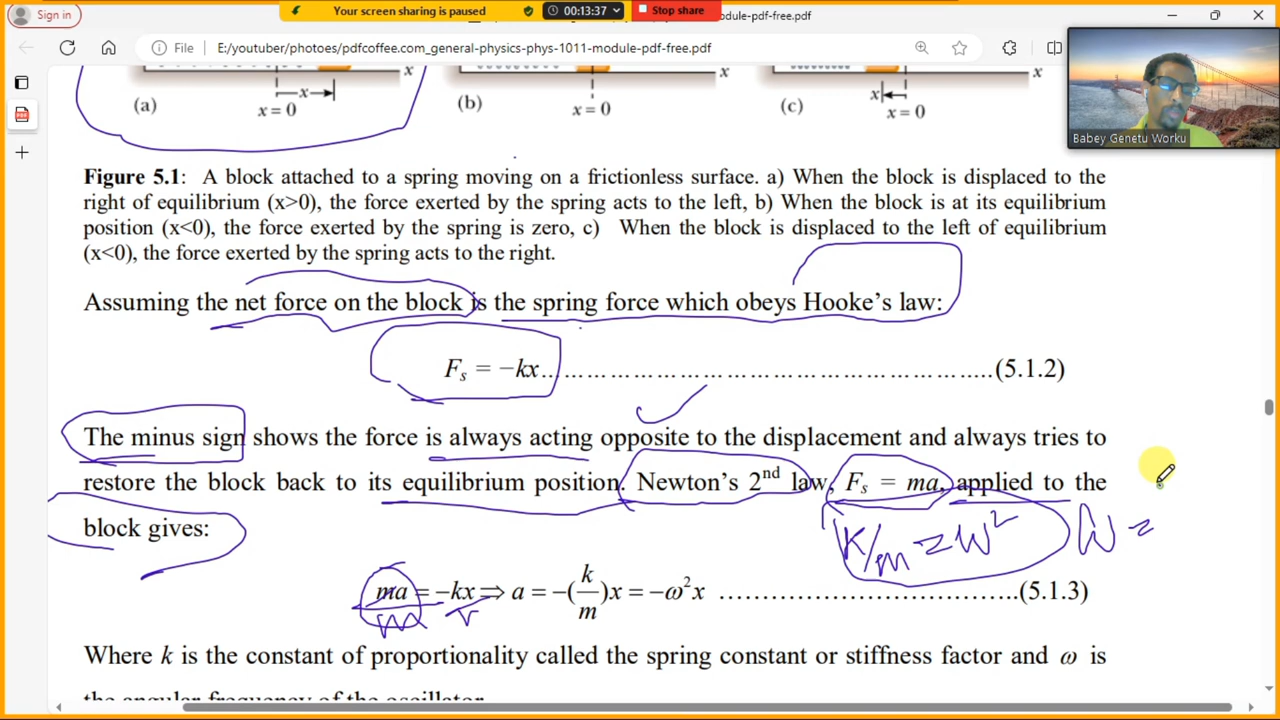 Sign in
Your screen sharing is paused
00:13:37
Stop share
odule-pdf-free.pdf
File
E:/youtuber/photoes/pdfcoffee.com_general-physics-phys-1011-module-pdf-free.pdf
Babey Genetu Worku
x
x
x
x
x
(a)
x = 0
(b)
x = 0
(c)
x = 0
Figure 5.1: A block attached to a spring moving on a frictionless surface. a) When the block is displaced to the
right of equilibrium (x>0), the force exerted by the spring acts to the left, b) When the block is at its equilibrium
position (x<0), the force exerted by the spring is zero, c) When the block is displaced to the left of equilibrium
(x<0), the force exerted by the spring acts to the right.
Assuming the net force on the block is the spring force which obeys Hooke's law:
Fs = −kx…………………………………………………….(5.1.2)
The minus sign shows the force is always acting opposite to the displacement and always tries to
restore the block back to its equilibrium position. Newton's 2nd law, Fs = ma, applied to the
block gives:
K/m = W² W =
ma = −kx ⇒ a = −(k/m)x = −ω²x ……………………………….(5.1.3)
m
Where k is the constant of proportionality called the spring constant or stiffness factor and ω is
the angular frequency of the oscillator.